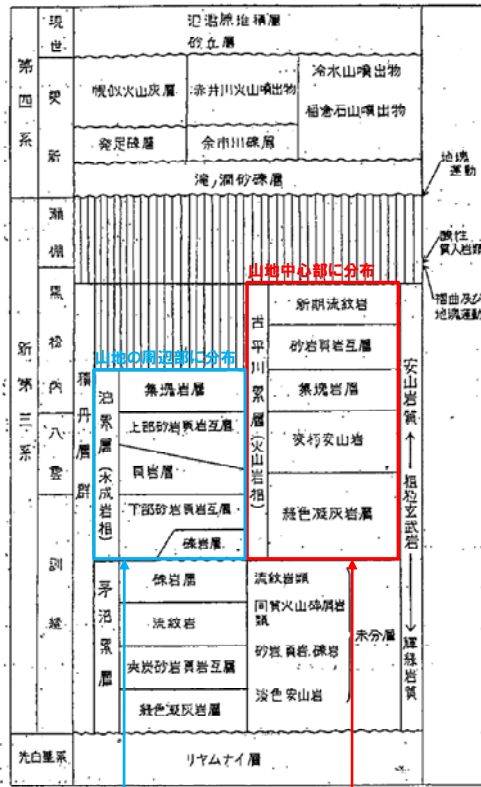 第四系
現世
氾濫原堆積層
砂丘層
更新
幌似火山灰層
赤井川火山噴出物
冷水山噴出物
稲倉石山噴出物
発足礫層
余市川礫層
滝ノ澗砂礫層
地塊
運動
新第三系
瀬棚
酸性
貫入岩類
黒松内
山地中心部に分布
褶曲及び
地塊運動
積丹層群
古平川累層(火山岩相)
新期流紋岩
砂岩頁岩互層
集塊岩層
変朽安山岩
緑色凝灰岩層
山地の周辺部に分布
泊累層(水成岩相)
集塊岩層
上部砂岩頁岩互層
頁岩層
下部砂岩頁岩互層
礫岩層
八雲
訓縫
茅沼累層
礫岩層
流紋岩
夾炭砂岩頁岩互層
緑色凝灰岩層
流紋岩類
同質火山砕屑岩
類
砂岩、頁岩、礫岩
淡色安山岩
未分層
安山岩質
粗粒玄武岩
輝緑岩質
先白堊系
リヤムナイ層